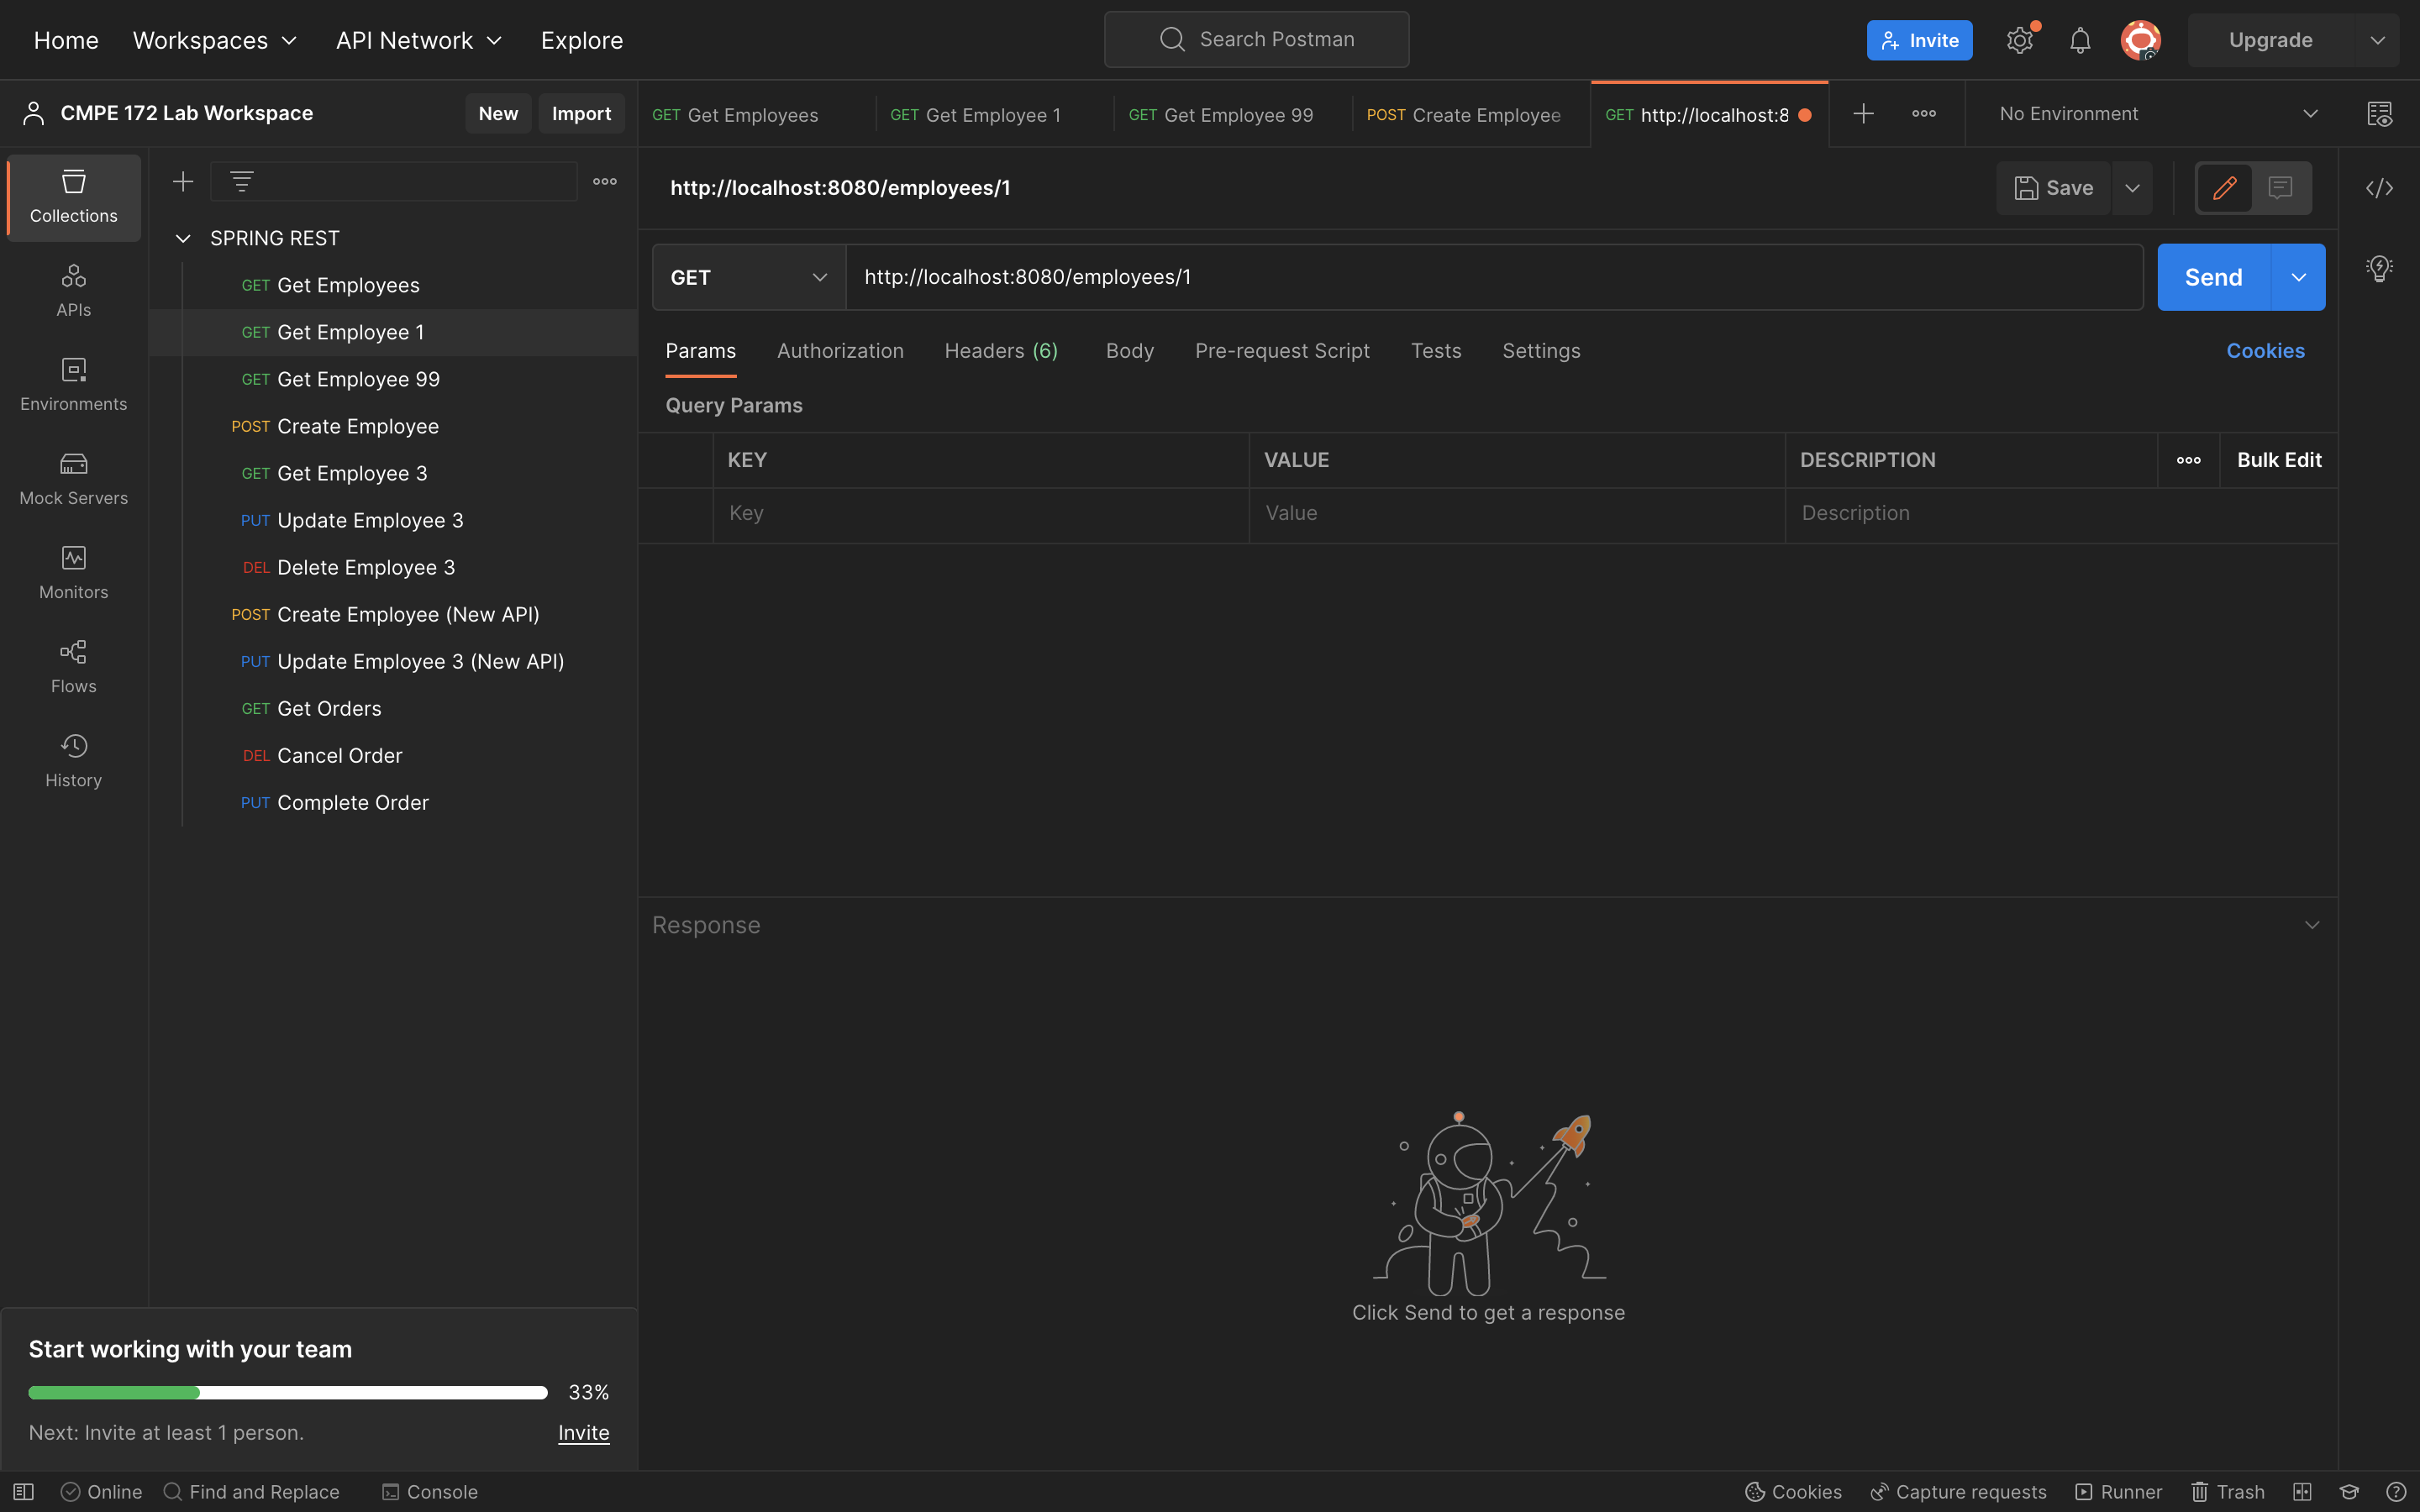 Home Workspaces API Network Explore Search Postman Invite Upgrade
CMPE 172 Lab Workspace New Import
GET Get Employees GET Get Employee 1 GET Get Employee 99 POST Create Employee GET http://localhost:8 No Environment
Collections
APIs
Environments
Mock Servers
Monitors
Flows
History
SPRING REST
GET Get Employees
GET Get Employee 1
GET Get Employee 99
POST Create Employee
GET Get Employee 3
PUT Update Employee 3
DEL Delete Employee 3
POST Create Employee (New API)
PUT Update Employee 3 (New API)
GET Get Orders
DEL Cancel Order
PUT Complete Order
Start working with your team
33%
Next: Invite at least 1 person. Invite
http://localhost:8080/employees/1 Save
GET http://localhost:8080/employees/1 Send
Params Authorization Headers (6) Body Pre-request Script Tests Settings Cookies
Query Params
KEY VALUE DESCRIPTION Bulk Edit
Key Value Description
Response
Click Send to get a response
Online Find and Replace Console Cookies Capture requests Runner Trash